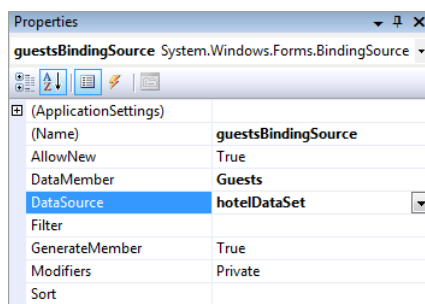 Properties
guestsBindingSource System.Windows.Forms.BindingSource
(ApplicationSettings)
(Name) guestsBindingSource
AllowNew True
DataMember Guests
DataSource hotelDataSet
Filter
GenerateMember True
Modifiers Private
Sort